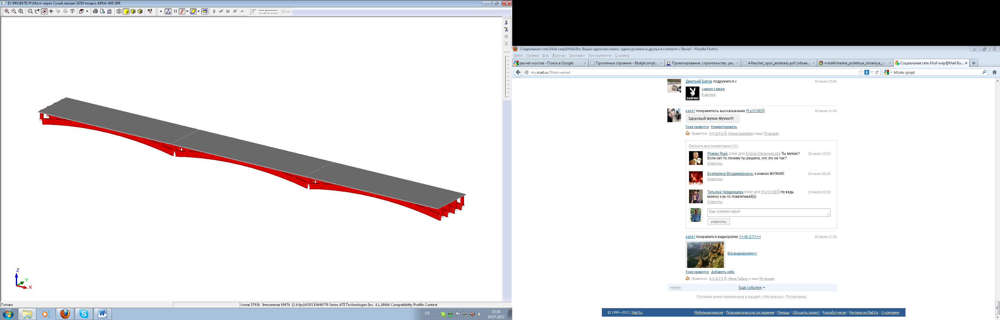 D:\PROEKTI-!!!\Мост через Сухой лиман\3X50 только АРКА-005.SPR
50 мм
Z
Y
X
Готово
Узлов 57936 Элементов 69076 (2.6 fps)ASUS EAH6770 Series ATI Technologies Inc. 4.1.10666 Compatibility Profile Context
EN
15:30
24.07.2012
Социальная сеть Мой мир@Mail.Ru: Ваши одноклассники, однокурсники и друзья в контакте с Вами! - Mozilla Firefox
Файл Правка Вид Журнал Закладки Инструменты Справка
расчет мостов - Поиск в Google
Пролетные строения - Blokjilcompl...
Проектирование, строительство, ре...
4.Raschet_opor_jestakady.pdf (объек...
metallicheskie_proletnye_stroeniya_...
Социальная сеть Мой мир@Mail.Ru...
my.mail.ru/?from=email
hfcxtn vjcnjd
Дмитрий Белов подружился с
10 июля 13:56
самая самая
В друзья
ЗАЙЧЕГ
катя ! понравилось высказывание Я рУСКЕЙ:
10 июля 11:34
Здоровый мужик-Мужик!!!!
Тоже нравится Комментировать
Нравится: А Н Д Р Е Й, Елена Ширяева и еще 70 людям
Показать все комментарии (11)
Роман Яцук ответ для Елена Овчинникова Ты мужик?
10 июля 13:23
Если нет то почему ты решила, что это не так?
Ответить
Екатерина Владимировна. конечно МУЖИК!
10 июля 20:20
Ответить
Татьяна Чердинцева ответ для Я рУСКЕЙ Ну ведь
10 июля 22:02
можно как-то повежливей)))
Ответить
Ваш комментарий
ответить
катя ! понравился видеоролик >>>Б О Г<<<
10 июля 11:33
Все видеоролики »
Тоже нравится Добавить себе
Нравится: А Н Д Р Е Й, Инна Гайдук и еще 94 людям
наверх
Ещё события
Гостевая книга перенесена в раздел «Что нового». Посмотреть.
© 1999—2012, Mail.Ru
Мобильная версия · Пользовательское соглашение · Помощь · Обсудить проект · Разработчикам · Реклама на Mail.Ru · О компании